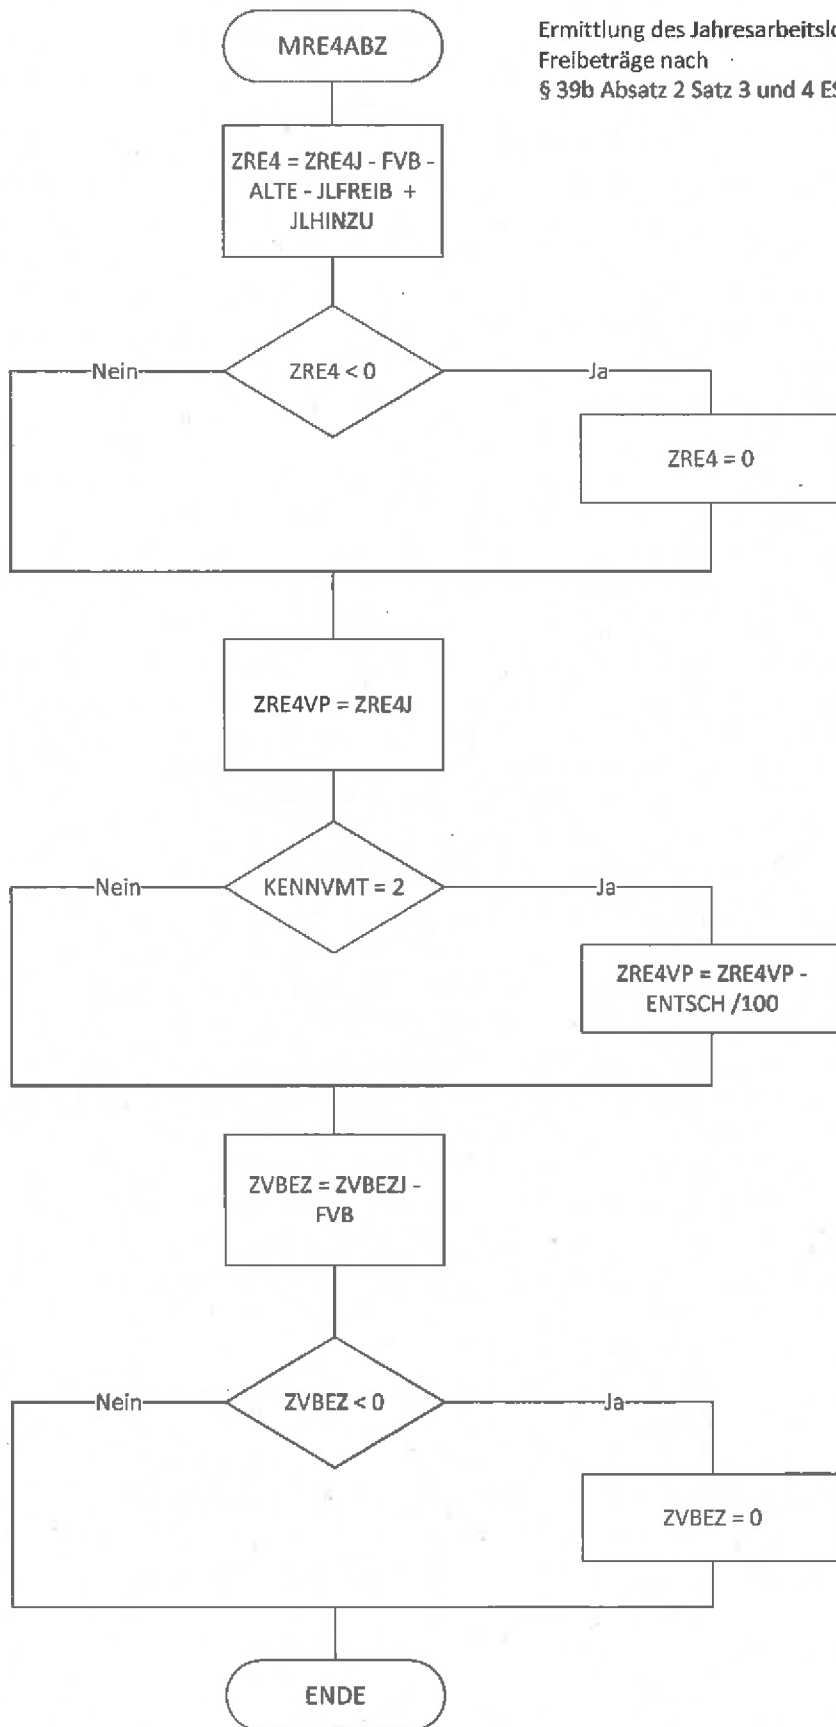 MRE4ABZ
Ermittlung des Jahresarbeitslo
Freibeträge nach
§ 39b Absatz 2 Satz 3 und 4 ES
ZRE4 = ZRE4J - FVB -
ALTE - JLFREIB +
JLHINZU
Nein
ZRE4 < 0
Ja
ZRE4 = 0
ZRE4VP = ZRE4J
Nein
KENNVMT = 2
Ja
ZRE4VP = ZRE4VP -
ENTSCH /100
ZVBEZ = ZVBEZJ -
FVB
Nein
ZVBEZ < 0
Ja
ZVBEZ = 0
ENDE